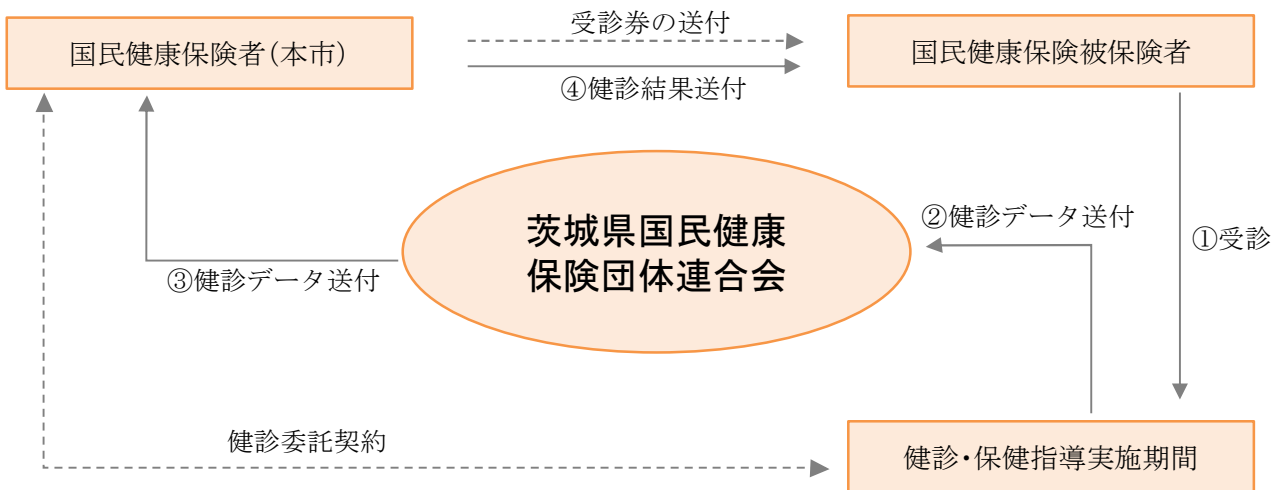 受診券の送付
国民健康保険者(本市)
国民健康保険被保険者
④健診結果送付
茨城県国民健康
保険団体連合会
②健診データ送付
①受診
③健診データ送付
健診委託契約
健診・保健指導実施期間